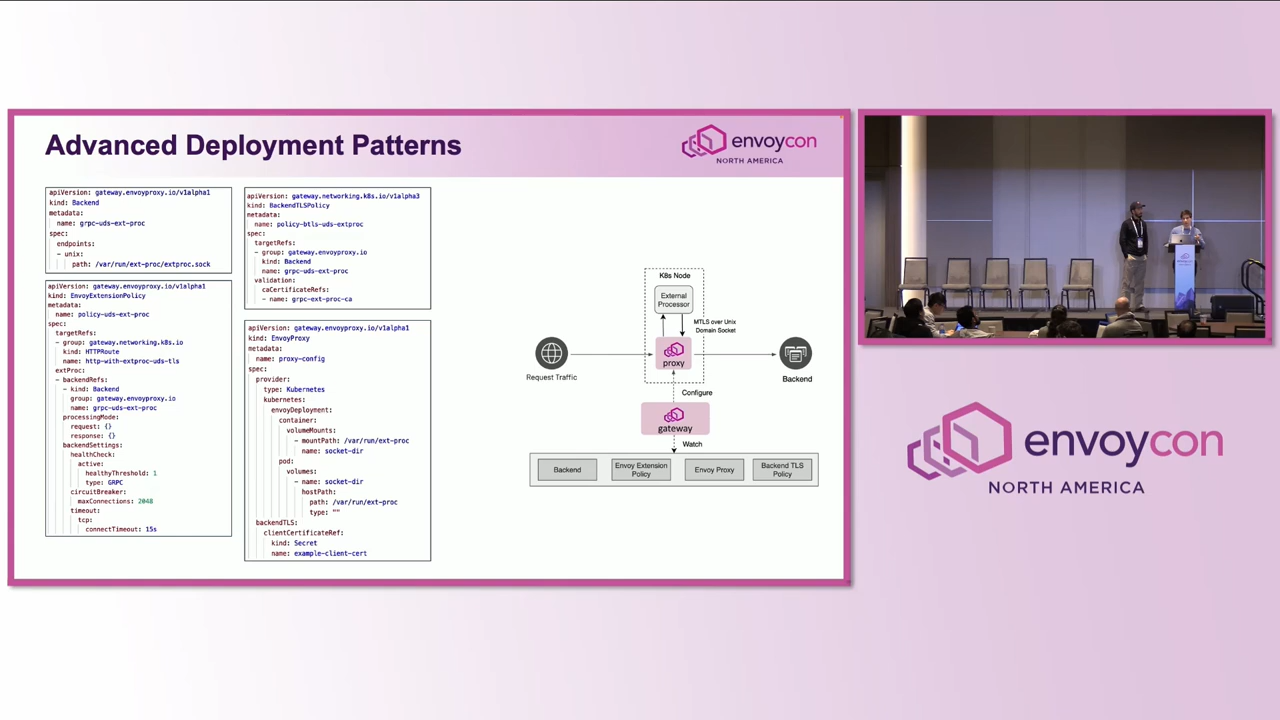 Advanced Deployment Patterns
envoycon
NORTH AMERICA
apiVersion: gateway.envoyproxy.io/v1alpha1
kind: Backend
metadata:
name: grpc-uds-ext-proc
spec:
endpoints:
- unix:
path: /var/run/ext-proc/extproc.sock
apiVersion: gateway.envoyproxy.io/v1alpha1
kind: EnvoyExtensionPolicy
metadata:
name: policy-uds-ext-proc
spec:
targetRefs:
- group: gateway.networking.k8s.io
kind: HTTPRoute
name: http-with-extproc-uds-tls
extProc:
- backendRefs:
- kind: Backend
group: gateway.envoyproxy.io
name: grpc-uds-ext-proc
processingMode:
request: {}
response: {}
backendSettings:
healthCheck:
active:
healthyThreshold: 1
type: GRPC
circuitBreaker:
maxConnections: 2048
timeout:
tcp:
connectTimeout: 15s
apiVersion: gateway.networking.k8s.io/v1alpha3
kind: BackendTLSPolicy
metadata:
name: policy-btls-uds-extproc
spec:
targetRefs:
- group: gateway.envoyproxy.io
kind: Backend
name: grpc-uds-ext-proc
validation:
caCertificateRefs:
- name: grpc-ext-proc-ca
apiVersion: gateway.envoyproxy.io/v1alpha1
kind: EnvoyProxy
metadata:
name: proxy-config
spec:
provider:
type: Kubernetes
kubernetes:
envoyDeployment:
container:
volumeMounts:
- mountPath: /var/run/ext-proc
name: socket-dir
pod:
volumes:
- name: socket-dir
hostPath:
path: /var/run/ext-proc
type: ""
backendTLS:
clientCertificateRef:
kind: Secret
name: example-client-cert
K8s Node
External
Processor
MTLS over Unix
Domain Socket
proxy
Request Traffic
Backend
Configure
gateway
Watch
Backend
Envoy Extension
Policy
Envoy Proxy
Backend TLS
Policy
envoycon
NORTH AMERICA